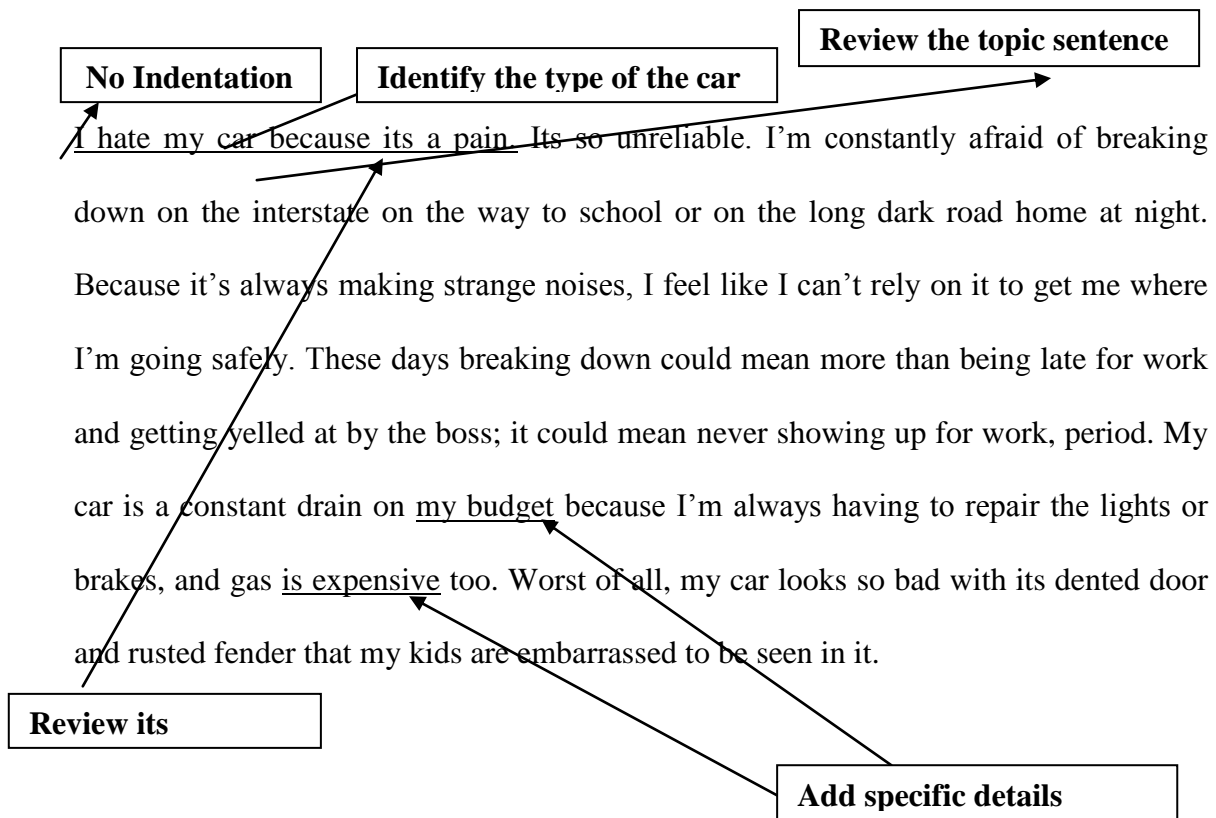 Review the topic sentence
No Indentation
Identify the type of the car
I hate my car because its a pain. Its so unreliable. I’m constantly afraid of breaking
down on the interstate on the way to school or on the long dark road home at night.
Because it’s always making strange noises, I feel like I can’t rely on it to get me where
I’m going safely. These days breaking down could mean more than being late for work
and getting yelled at by the boss; it could mean never showing up for work, period. My
car is a constant drain on my budget because I’m always having to repair the lights or
brakes, and gas is expensive too. Worst of all, my car looks so bad with its dented door
and rusted fender that my kids are embarrassed to be seen in it.
Review its
Add specific details